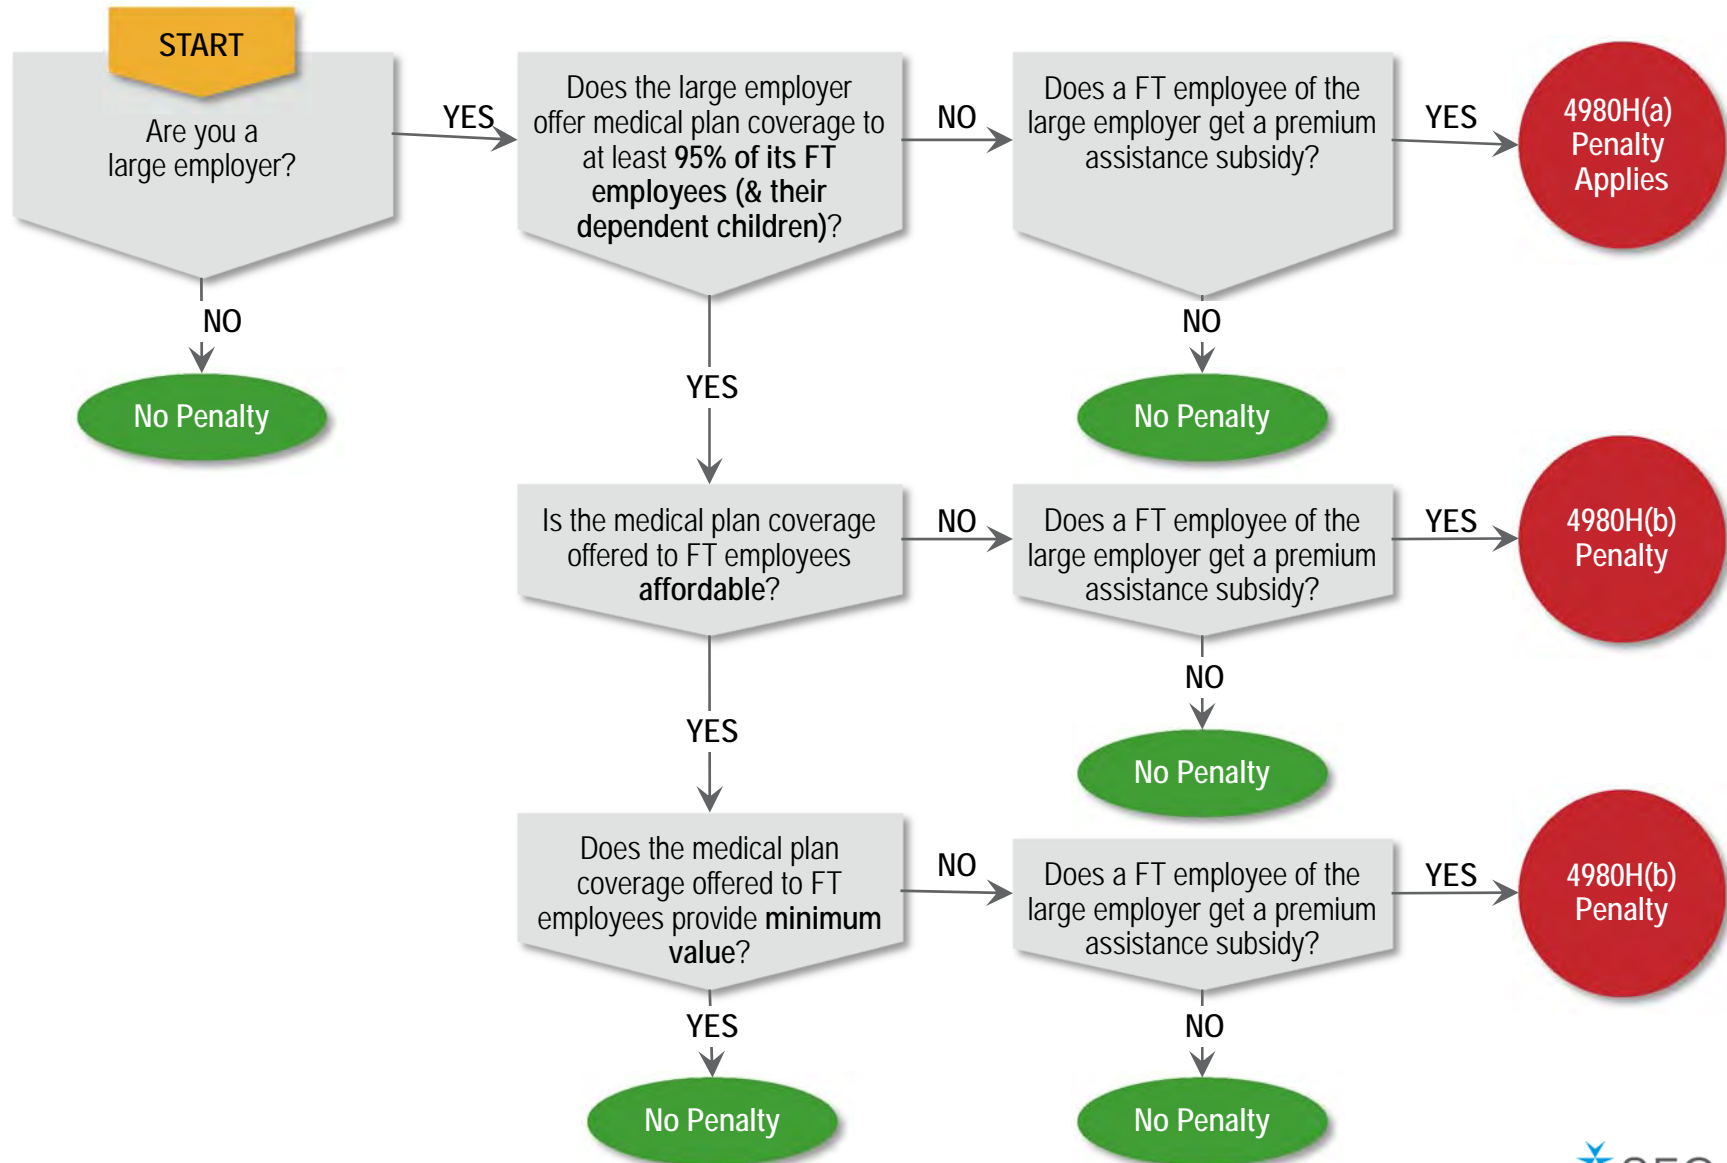 START
Are you a
large employer?
YES
Does the large employer
offer medical plan coverage to
at least 95% of its FT
employees (& their
dependent children)?
NO
Does a FT employee of the
large employer get a premium
assistance subsidy?
YES
4980H(a)
Penalty
Applies
NO
No Penalty
YES
NO
No Penalty
Is the medical plan coverage
offered to FT employees
affordable?
NO
Does a FT employee of the
large employer get a premium
assistance subsidy?
YES
4980H(b)
Penalty
YES
NO
No Penalty
Does the medical plan
coverage offered to FT
employees provide minimum
value?
NO
Does a FT employee of the
large employer get a premium
assistance subsidy?
YES
4980H(b)
Penalty
YES
No Penalty
NO
No Penalty